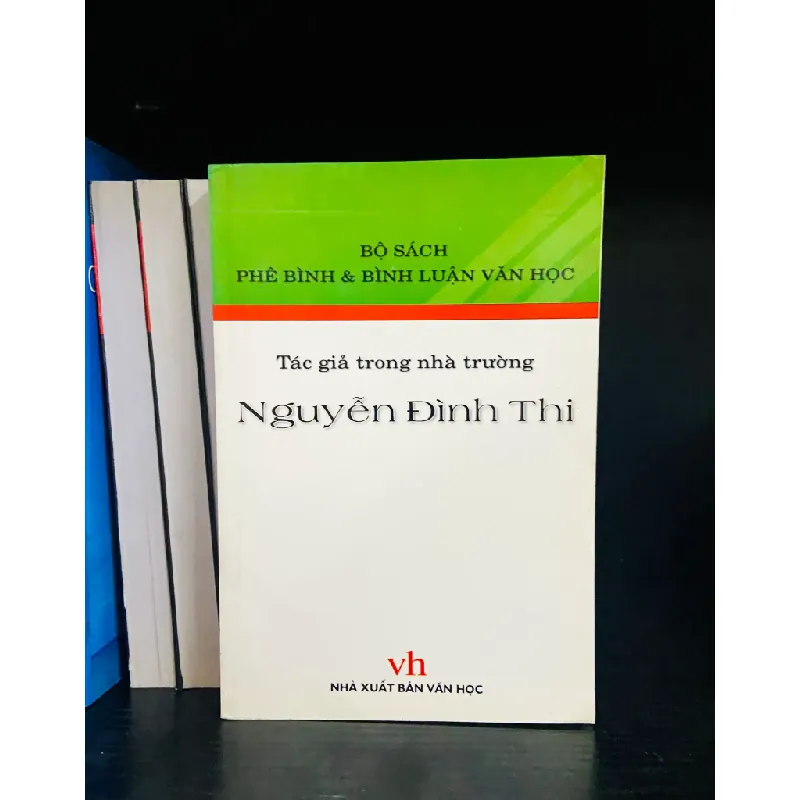 BỘ SÁCH
PHÊ BÌNH & BÌNH LUẬN VĂN HỌC
Tác giả trong nhà trường
Nguyễn Đình Thi
vh
NHÀ XUẤT BẢN VĂN HỌC